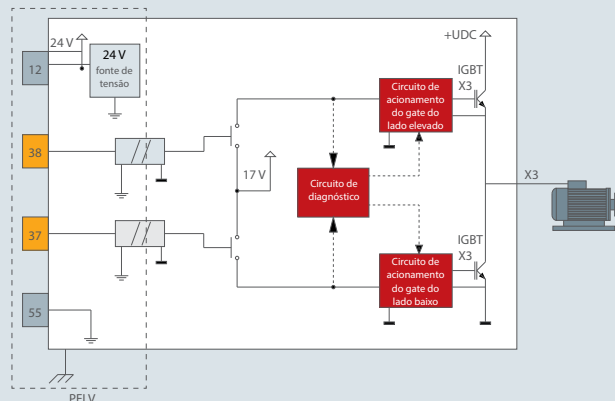 24 V
12
24 V
fonte de
tensão
38
37
55
PELV
17 V
Circuito de
acionamento
do gate do
lado elevado
Circuito de
diagnóstico
Circuito de
acionamento
do gate do
lado baixo
+UDC
IGBT
X3
X3
IGBT
X3